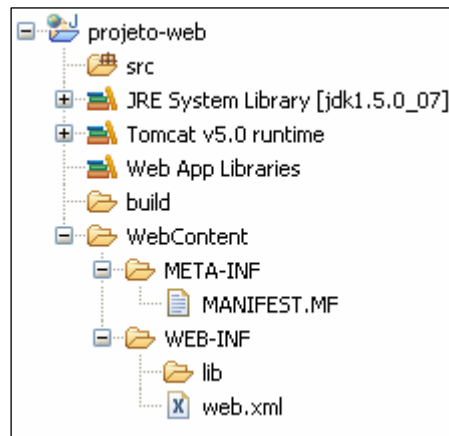 projeto-web
src
JRE System Library [jdk1.5.0_07]
Tomcat v5.0 runtime
Web App Libraries
build
WebContent
META-INF
MANIFEST.MF
WEB-INF
lib
web.xml